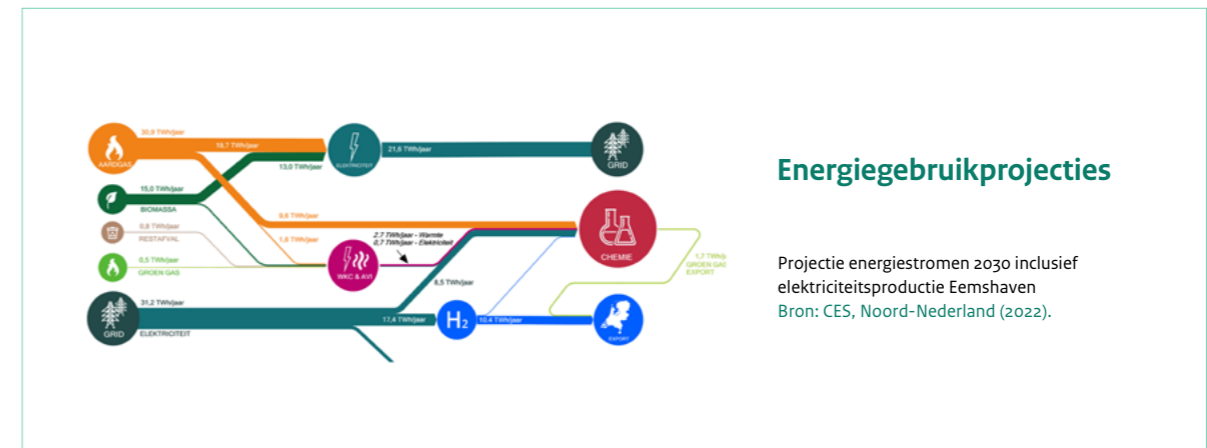 30,9 TWh/jaar
AARDGAS
19,7 TWh/jaar
13,0 TWh/jaar
ELEKTRICITEIT
21,6 TWh/jaar
GRID
15,0 TWh/jaar
BIOMASSA
0,9 TWh/jaar
RESTAFVAL
9,6 TWh/jaar
1,6 TWh/jaar
2,7 TWh/jaar - Warmte
0,7 TWh/jaar - Elektriciteit
WKC & AVI
CHEMIE
0,5 TWh/jaar
GROEN GAS
1,7 TWh/j
GROEN GAS
EXPORT
8,5 TWh/jaar
31,2 TWh/jaar
GRID
ELEKTRICITEIT
17,4 TWh/jaar
H₂
10,4 TWh/jaar
EXPORT
Energiegebruikprojecties
Projectie energiestromen 2030 inclusief
elektriciteitsproductie Eemshaven
Bron: CES, Noord-Nederland (2022).